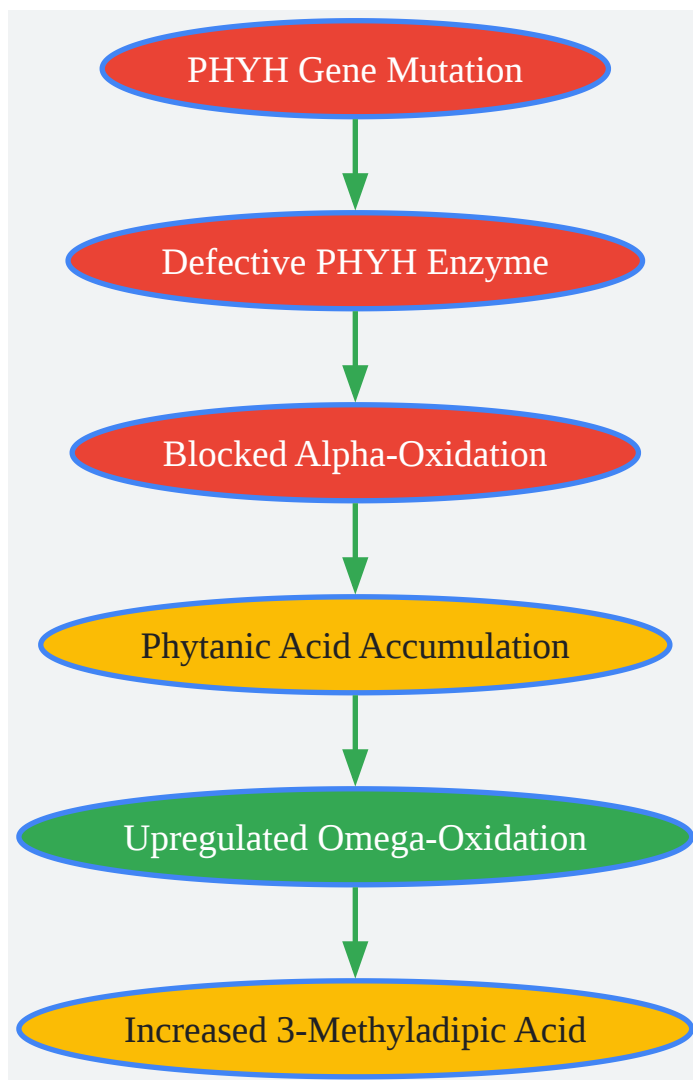 PHYH Gene Mutation
Defective PHYH Enzyme
Blocked Alpha-Oxidation
Phytanic Acid Accumulation
Upregulated Omega-Oxidation
Increased 3-Methyladipic Acid